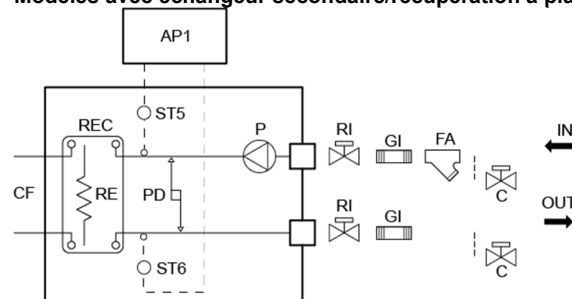 Modèles avec échangeur secondaire/récupération à pla
AP1
ST5
REC
P
RI
GI
FA
IN
CF
RE
PD
C
OUT
RI
GI
ST6
C